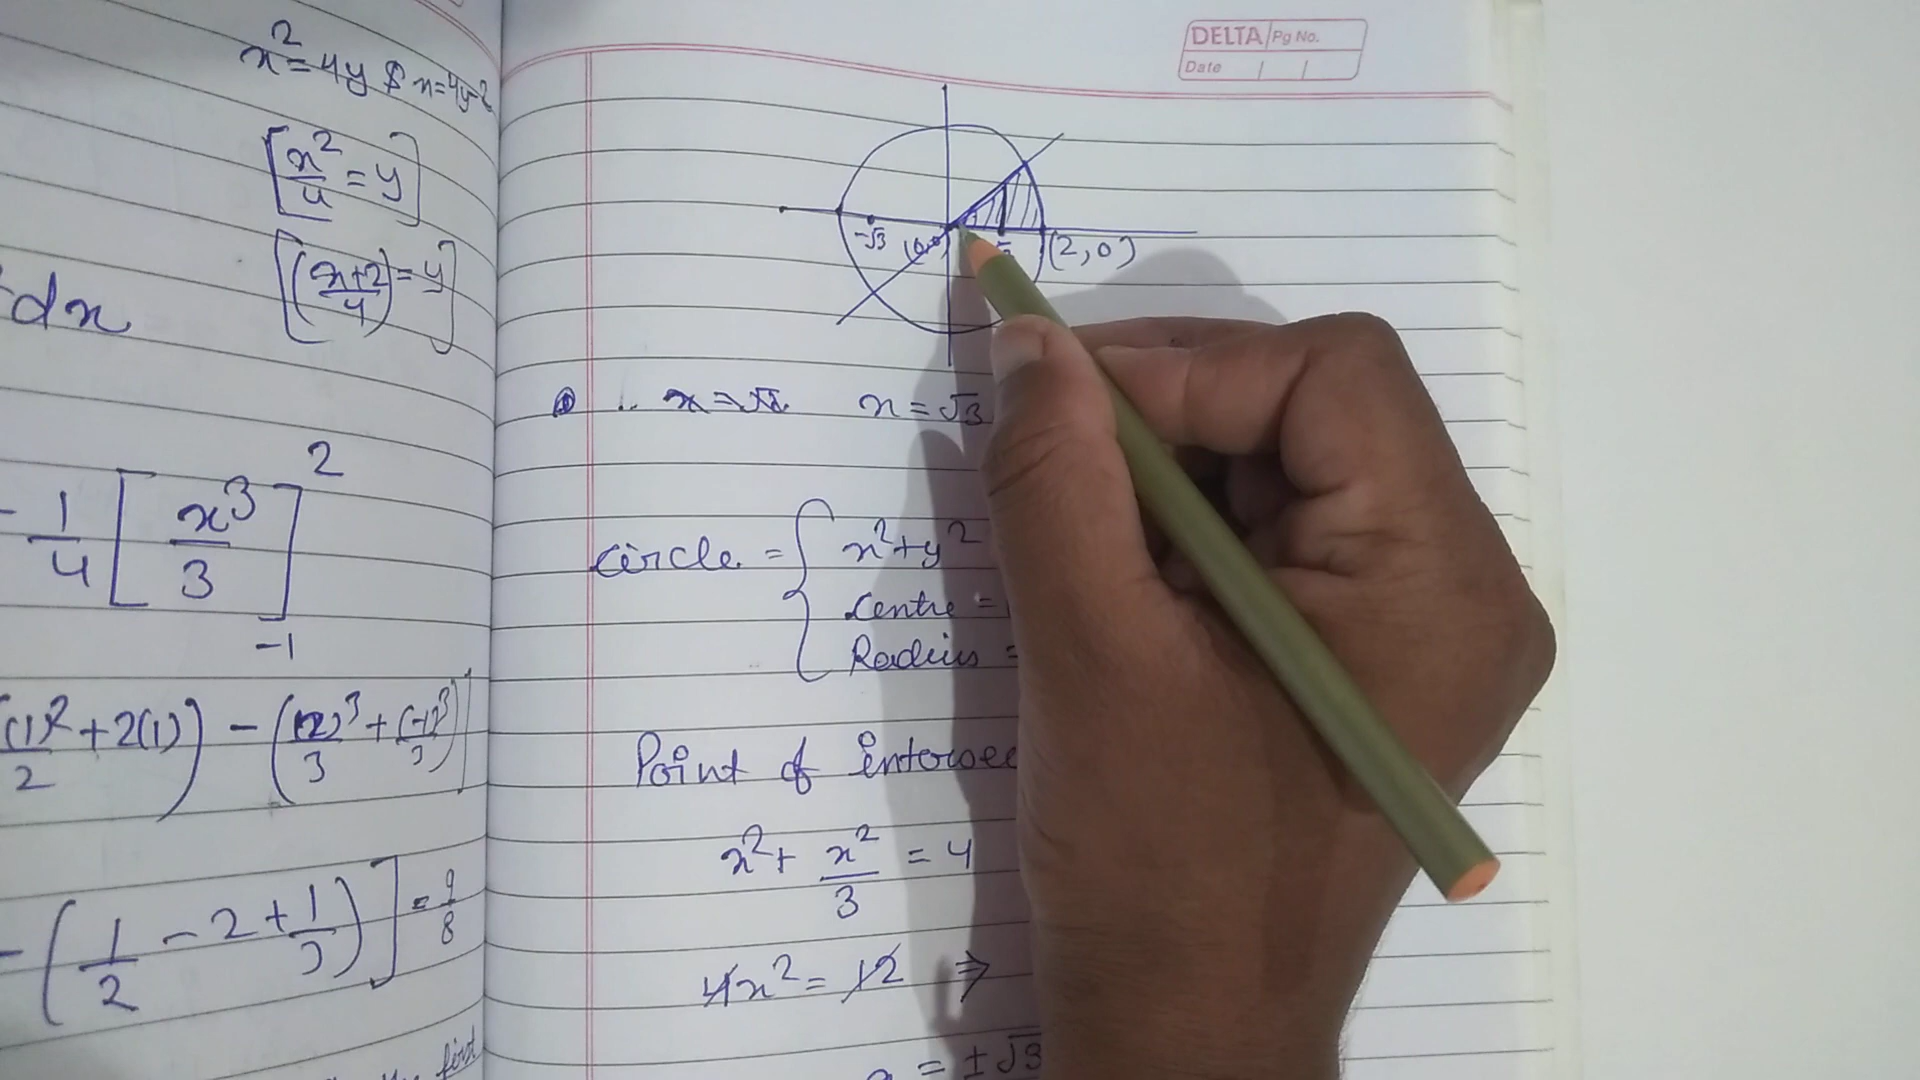 x² = 4y & x = 4y-2
[x²/4 = y]
[(x+2/4) = y]
dx
- 1/4 [x³/3]²₋₁
(1)²/2 + 2(1)) - ((2)³/3 + (-1)³/3)]
- (1/2 - 2 + 1/3)] = 9/8
first
DELTA Pg No.
Date / /
-√3 (0,0) (2,0)
x = √3 x = √3
circle = { x² + y²
centre =
Radius =
Point of intersec
x² + x²/3 = 4
4x² = 12 ⇒
= ±√3